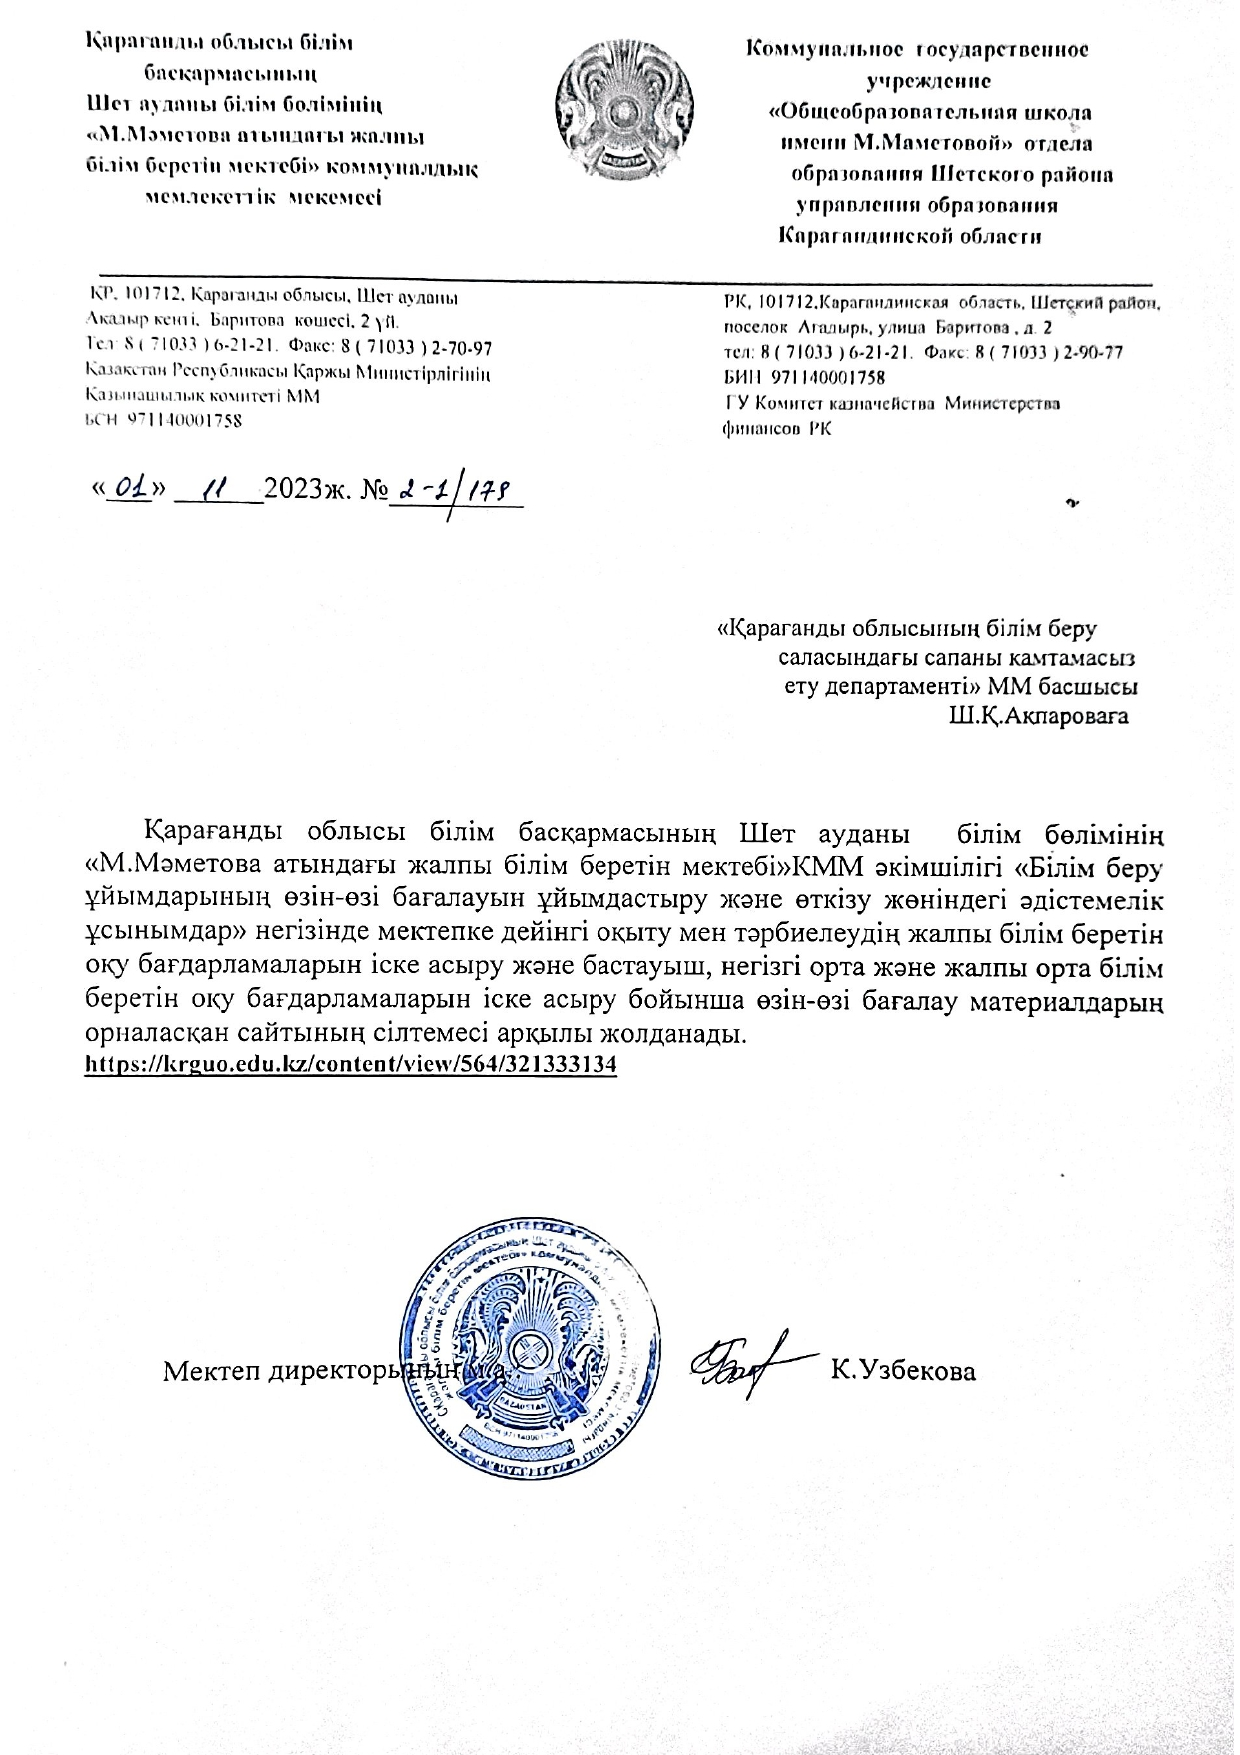 Қарағанды облысы білім
басқармасының
Шет ауданы білім бөлімінің
«М.Мәметова атындағы жалпы
білім беретін мектебі» коммуналдық
мемлекеттік мекемесі
Коммунальное государственное
учреждение
«Общеобразовательная школа
имени М.Маметовой» отдела
образования Шетского района
управления образования
Карагандинской области
ҚР, 101712, Қарағанды облысы, Шет ауданы
Ақадыр кенті, Баритова көшесі, 2 үй.
Тел 8 ( 71033 ) 6-21-21. Факс: 8 ( 71033 ) 2-70-97
Қазақстан Республикасы Қаржы Министірлігінің
Қазынашылық комитеті ММ
БСН 971140001758
РК, 101712,Карагандинская область, Шетский район,
поселок Агадырь, улица Баритова , д. 2
тел: 8 ( 71033 ) 6-21-21. Факс: 8 ( 71033 ) 2-90-77
БИН 971140001758
ГУ Комитет казначейства Министерства
финансов РК
«01» 11 2023ж. № 2-1/178
«Қараганды облысының білім беру
саласындағы сапаны камтамасыз
ету департаменті» ММ басшысы
Ш.Қ.Ақпароваға
Қарағанды облысы білім басқармасының Шет ауданы білім бөлімінің
«М.Мәметова атындағы жалпы білім беретін мектебі»КММ әкімшілігі «Білім беру
ұйымдарының өзін-өзі бағалауын ұйымдастыру және өткізу жөніндегі әдістемелік
ұсынымдар» негізінде мектепке дейінгі оқыту мен тәрбиелеудің жалпы білім беретін
оқу бағдарламаларын іске асыру және бастауыш, негізгі орта және жалпы орта білім
беретін оқу бағдарламаларын іске асыру бойынша өзін-өзі бағалау материалдарың
орналасқан сайтының сілтемесі арқылы жолданады.
https://krguo.edu.kz/content/view/564/321333134
Мектеп директорының м.а
К.Узбекова